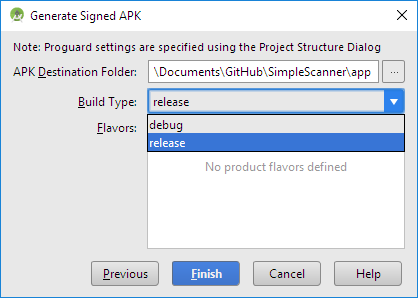 Generate Signed APK
Note: Proguard settings are specified using the Project Structure Dialog
APK Destination Folder: \Documents\GitHub\SimpleScanner\app ...
Build Type: release
debug
Flavors:
release
No product flavors defined
Previous Finish Cancel Help